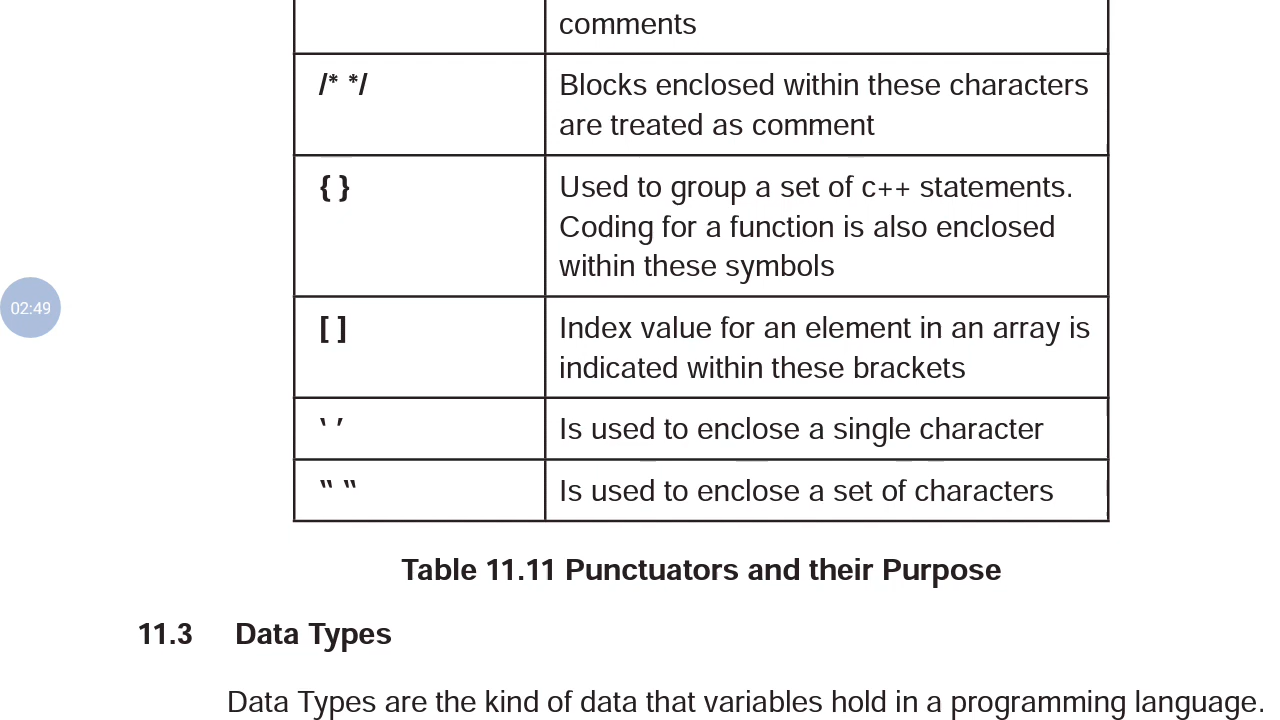 comments
/* */ Blocks enclosed within these characters
are treated as comment
{ } Used to group a set of c++ statements.
Coding for a function is also enclosed
within these symbols
02:49
[ ] Index value for an element in an array is
indicated within these brackets
‛ ′ Is used to enclose a single character
‟ ‟ Is used to enclose a set of characters
Table 11.11 Punctuators and their Purpose
11.3 Data Types
Data Types are the kind of data that variables hold in a programming language.